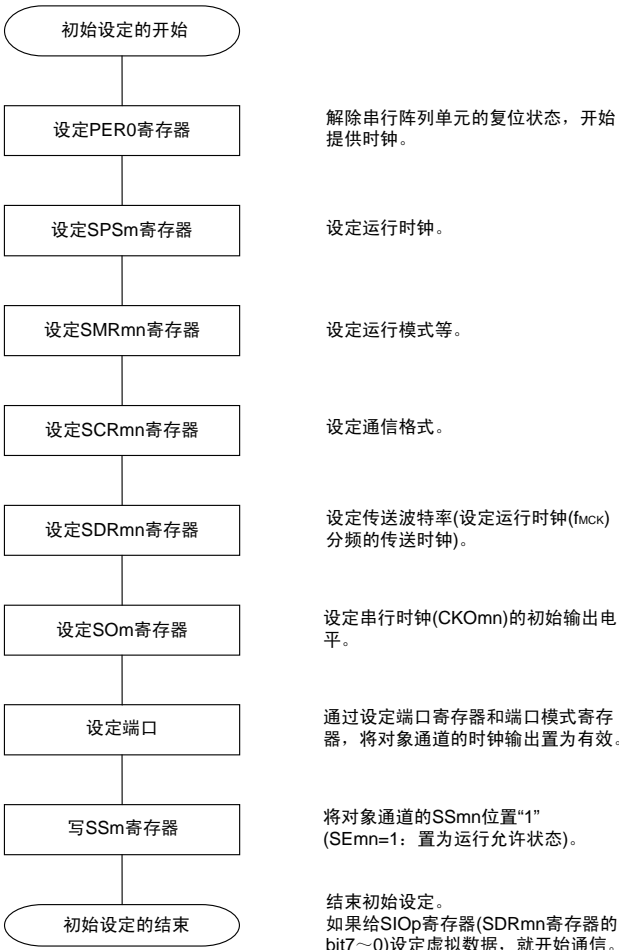 初始设定的开始
设定PER0寄存器
解除串行阵列单元的复位状态，开始
提供时钟。
设定SPSm寄存器
设定运行时钟。
设定SMRmn寄存器
设定运行模式等。
设定SCRmn寄存器
设定通信格式。
设定SDRmn寄存器
设定传送波特率(设定运行时钟(fMCK)
分频的传送时钟)。
设定SOm寄存器
设定串行时钟(CKOmn)的初始输出电
平。
设定端口
通过设定端口寄存器和端口模式寄存
器，将对象通道的时钟输出置为有效。
写SSm寄存器
将对象通道的SSmn位置“1”
(SEmn=1：置为运行允许状态)。
初始设定的结束
结束初始设定。
如果给SIOp寄存器(SDRmn寄存器的
bit7～0)设定虚拟数据，就开始通信。